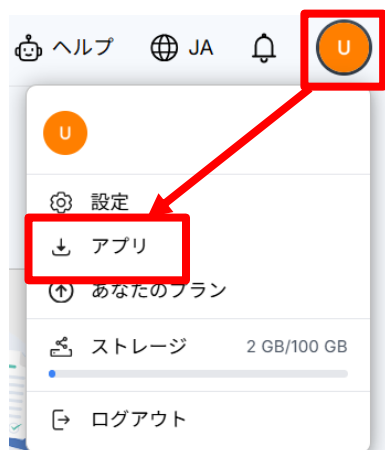 ヘルプ JA U
U
設定
アプリ
あなたのプラン
ストレージ 2 GB/100 GB
ログアウト